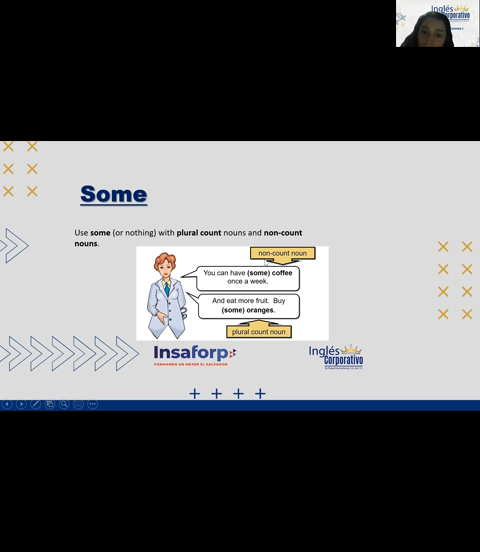 Inglés
Corporativo
Some
Use some (or nothing) with plural count nouns and non-count
nouns.
non-count noun
You can have (some) coffee
once a week.
And eat more fruit. Buy
(some) oranges.
plural count noun
Insaforp
FORMANDO UN MEJOR EL SALVADOR
Inglés
Corporativo